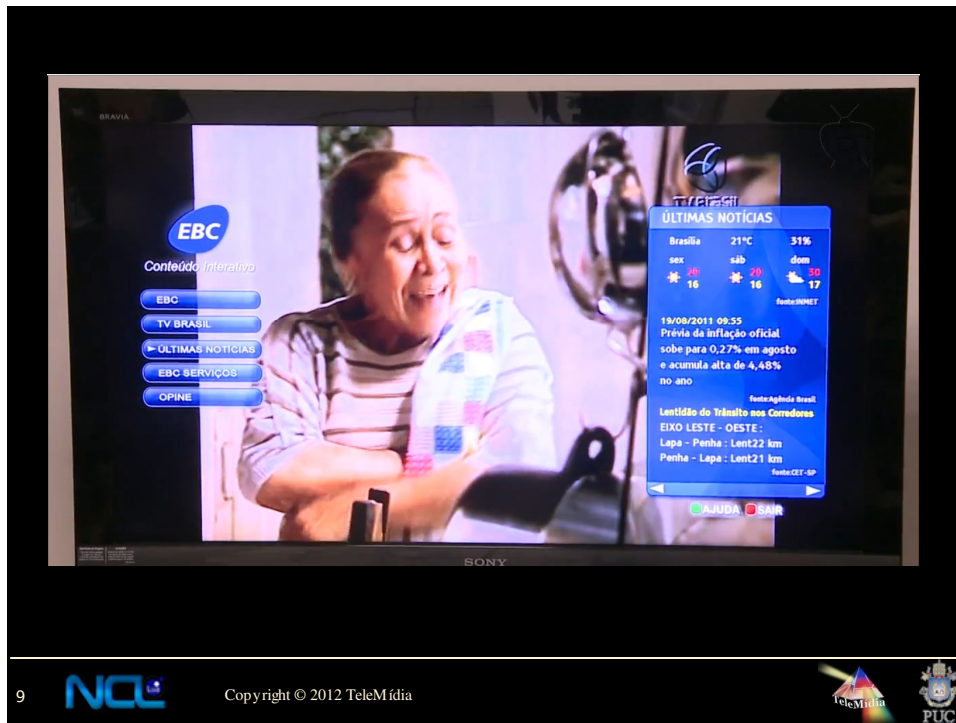 BRAVIA
TV BRASIL
EBC
Conteúdo Interativo
EBC
TV BRASIL
ÚLTIMAS NOTÍCIAS
EBC SERVIÇOS
OPINE
ÚLTIMAS NOTÍCIAS
Brasília 21°C 31%
sex sáb dom
29 29 30
16 16 17
fonte:INMET
19/08/2011 09:55
Prévia da inflação oficial
sobe para 0,27% em agosto
e acumula alta de 4,48%
no ano
fonte:Agência Brasil
Lentidão do Trânsito nos Corredores
EIXO LESTE - OESTE :
Lapa - Penha : Lent22 km
Penha - Lapa : Lent21 km
fonte:CET-SP
AJUDA SAIR
SONY
9
NCL
Copyright © 2012 TeleMídia
TeleMídia
PUC